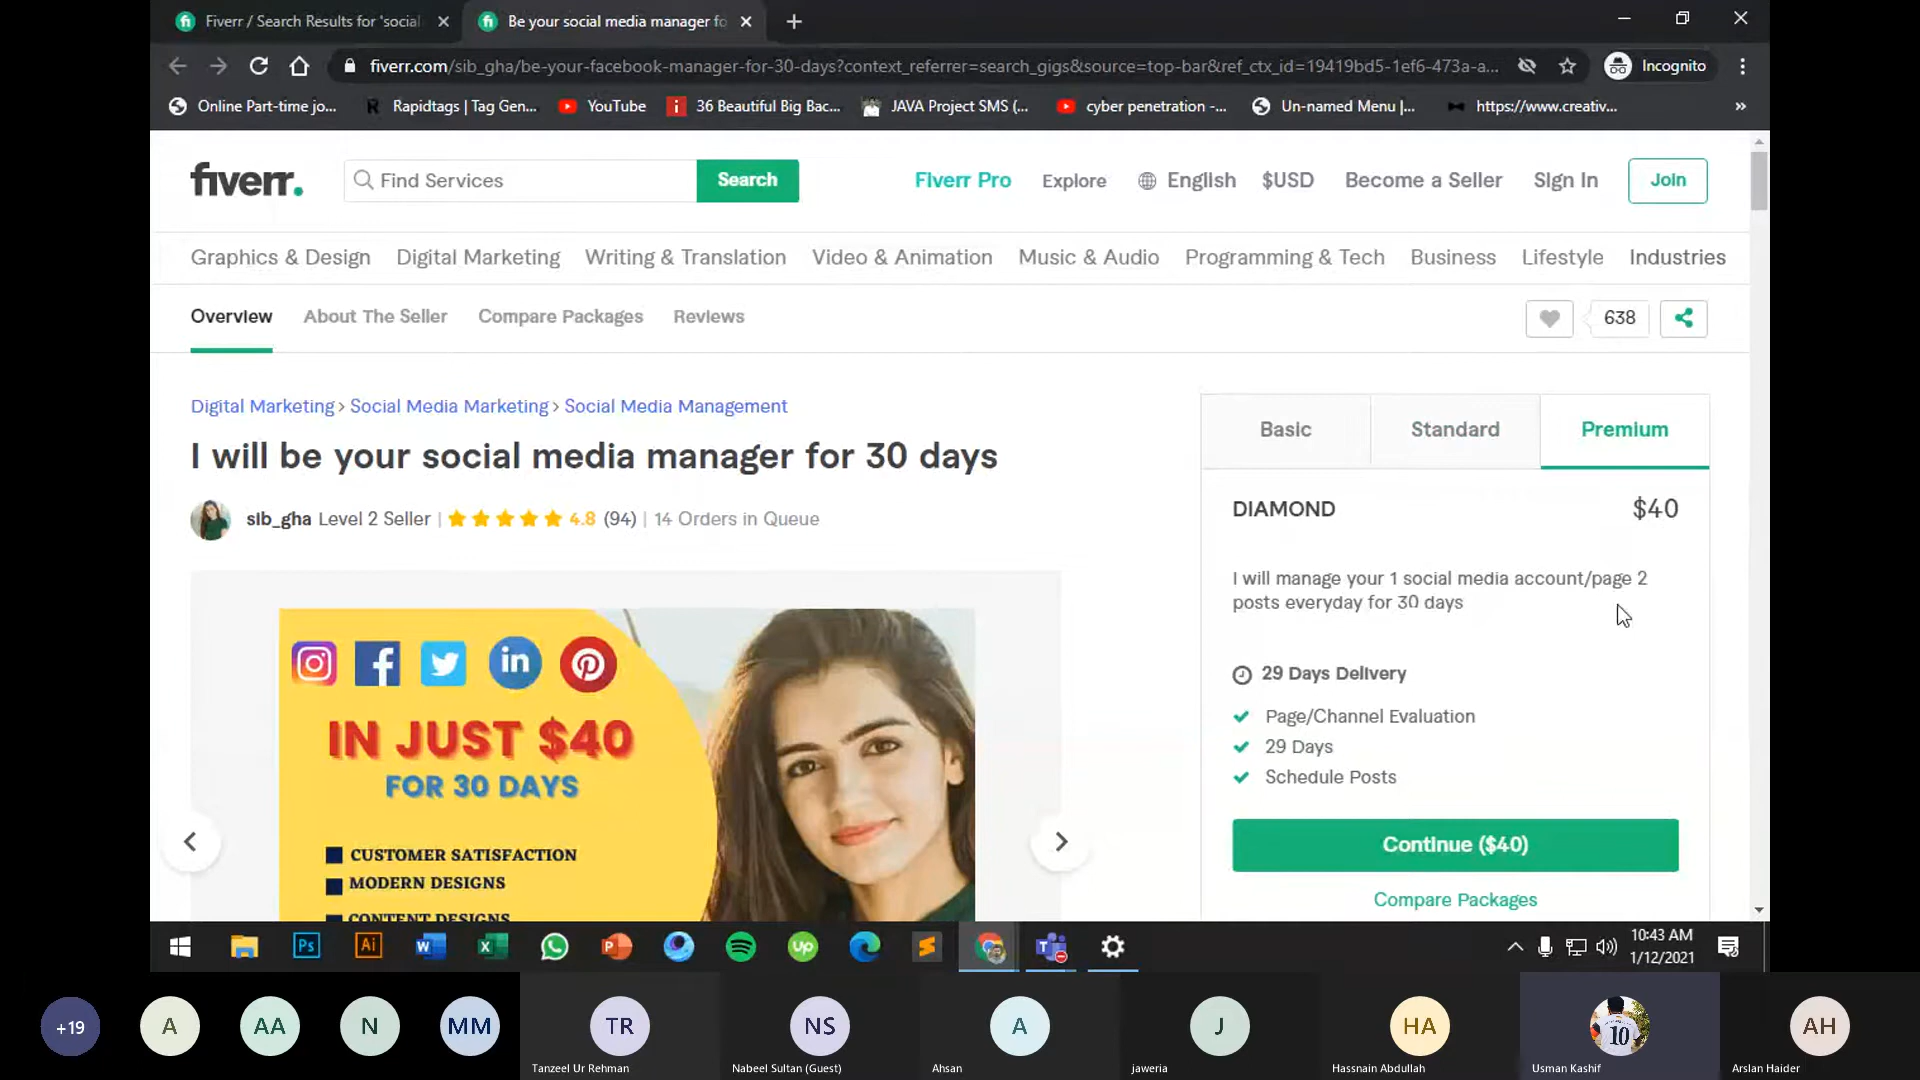 Fiverr / Search Results for 'social
Be your social media manager fo
fiverr.com/sib_gha/be-your-facebook-manager-for-30-days?context_referrer=search_gigs&source=top-bar&ref_ctx_id=19419bd5-1ef6-473a-a...
Incognito
Online Part-time jo...
Rapidtags | Tag Gen...
YouTube
36 Beautiful Big Bac...
JAVA Project SMS (...
cyber penetration -...
Un-named Menu |...
https://www.creativ...
»
fiverr.
Find Services
Search
Fiverr Pro
Explore
English
$USD
Become a Seller
Sign In
Join
Graphics & Design
Digital Marketing
Writing & Translation
Video & Animation
Music & Audio
Programming & Tech
Business
Lifestyle
Industries
Overview
About The Seller
Compare Packages
Reviews
638
Digital Marketing > Social Media Marketing > Social Media Management
I will be your social media manager for 30 days
sib_gha Level 2 Seller | 4.8 (94) | 14 Orders in Queue
Basic
Standard
Premium
DIAMOND
$40
I will manage your 1 social media account/page 2
posts everyday for 30 days
29 Days Delivery
Page/Channel Evaluation
29 Days
Schedule Posts
Continue ($40)
Compare Packages
in
IN JUST $40
FOR 30 DAYS
CUSTOMER SATISFACTION
MODERN DESIGNS
CONTENT DESIGNS
Ps
Ai
10:43 AM
1/12/2021
+19
A
AA
N
MM
TR
Tanzeel Ur Rehman
NS
Nabeel Sultan (Guest)
A
Ahsan
J
jaweria
HA
Hassnain Abdullah
10
Usman Kashif
AH
Arslan Haider